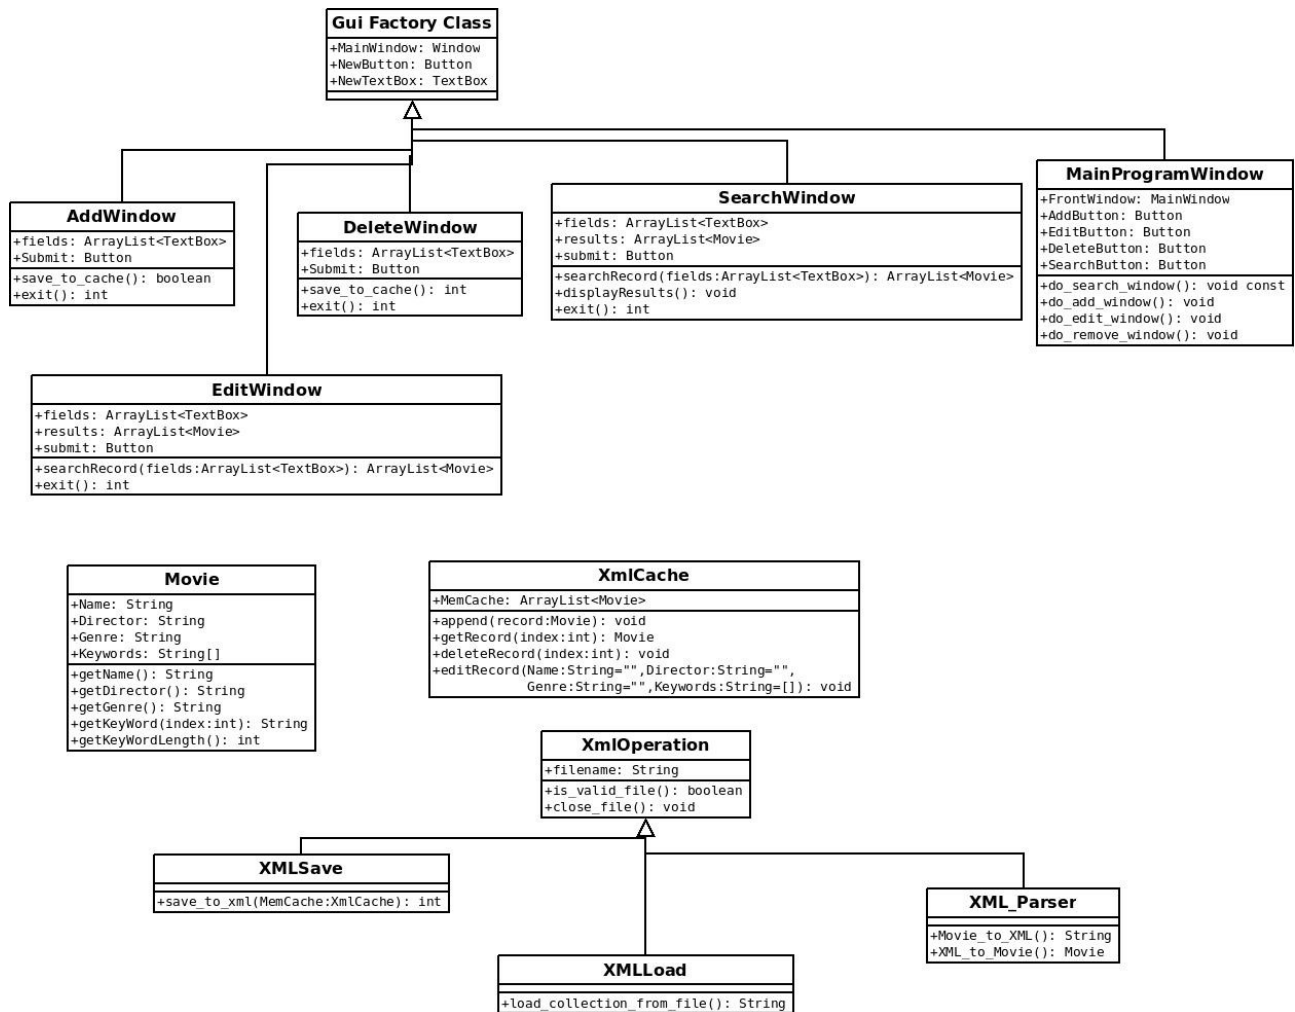 Gui Factory Class
+MainWindow: Window
+NewButton: Button
+NewTextBox: TextBox
AddWindow
+fields: ArrayList<TextBox>
+Submit: Button
+save_to_cache(): boolean
+exit(): int
DeleteWindow
+fields: ArrayList<TextBox>
+Submit: Button
+save_to_cache(): int
+exit(): int
SearchWindow
+fields: ArrayList<TextBox>
+results: ArrayList<Movie>
+submit: Button
+searchRecord(fields:ArrayList<TextBox>): ArrayList<Movie>
+displayResults(): void
+exit(): int
MainProgramWindow
+FrontWindow: MainWindow
+AddButton: Button
+EditButton: Button
+DeleteButton: Button
+SearchButton: Button
+do_search_window(): void const
+do_add_window(): void
+do_edit_window(): void
+do_remove_window(): void
EditWindow
+fields: ArrayList<TextBox>
+results: ArrayList<Movie>
+submit: Button
+searchRecord(fields:ArrayList<TextBox>): ArrayList<Movie>
+exit(): int
Movie
+Name: String
+Director: String
+Genre: String
+Keywords: String[]
+getName(): String
+getDirector(): String
+getGenre(): String
+getKeyWord(index:int): String
+getKeyWordLength(): int
XmlCache
+MemCache: ArrayList<Movie>
+append(record:Movie): void
+getRecord(index:int): Movie
+deleteRecord(index:int): void
+editRecord(Name:String="",Director:String="",
Genre:String="",Keywords:String=[]): void
XmlOperation
+filename: String
+is_valid_file(): boolean
+close_file(): void
XMLSave
+save_to_xml(MemCache:XmlCache): int
XML_Parser
+Movie_to_XML(): String
+XML_to_Movie(): Movie
XMLLoad
+load_collection_from_file(): String